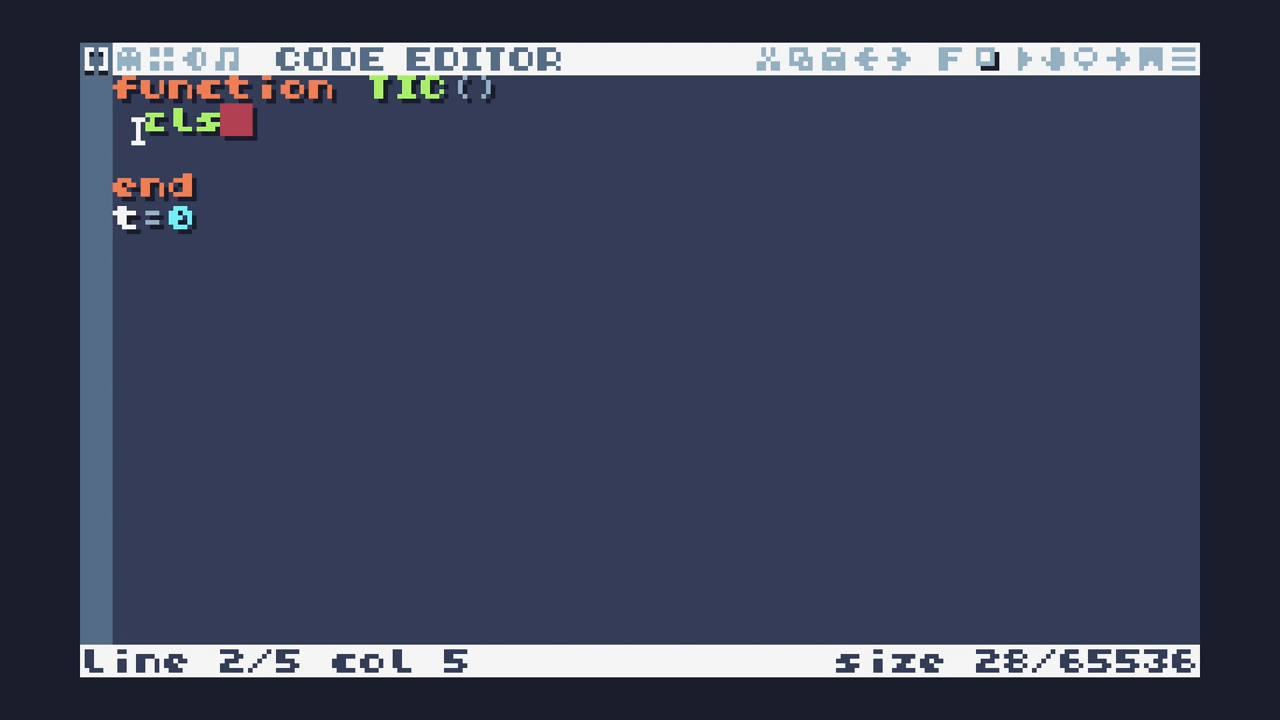 CODE EDITOR
function TIC()
 cls
end
t=0
line 2/5 col 5
size 28/65536